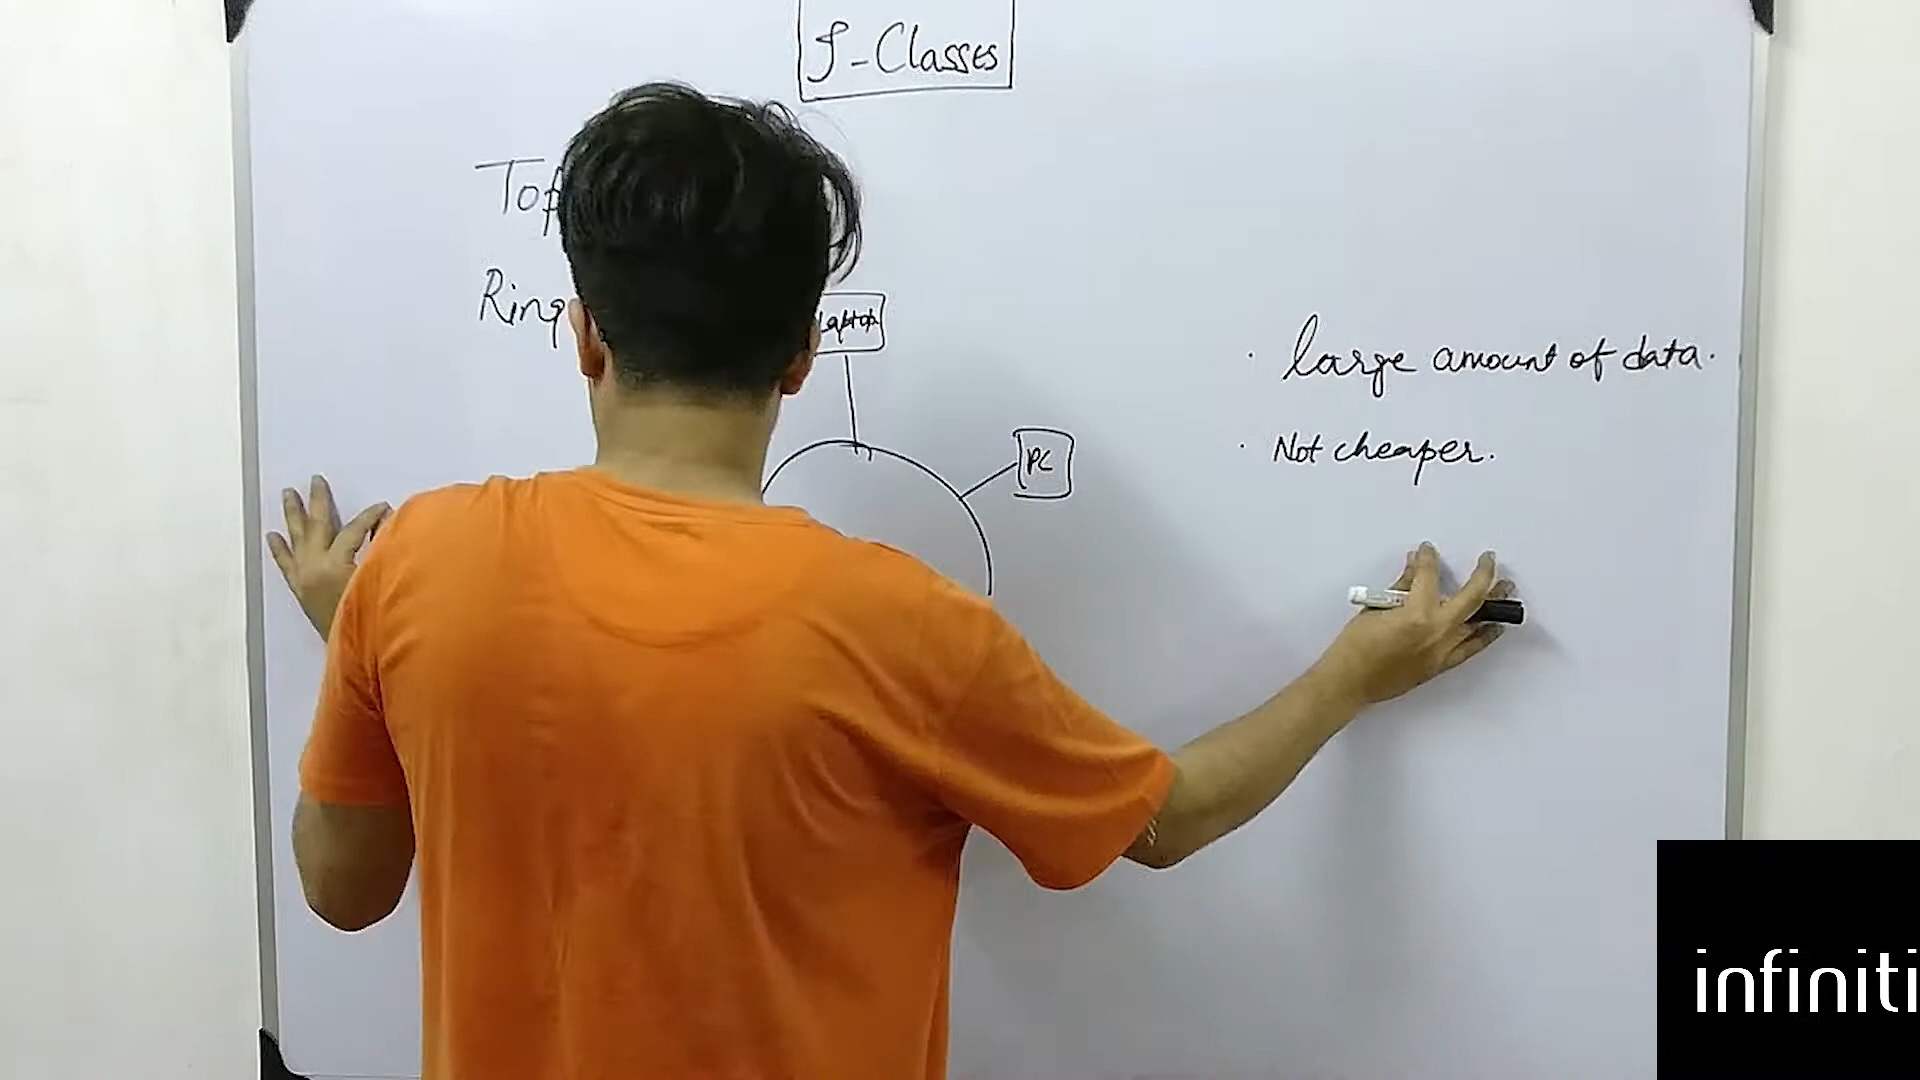 J-Classes
Top
Ring
Laptop
PC
. large amount of data.
. Not cheaper.
infiniti